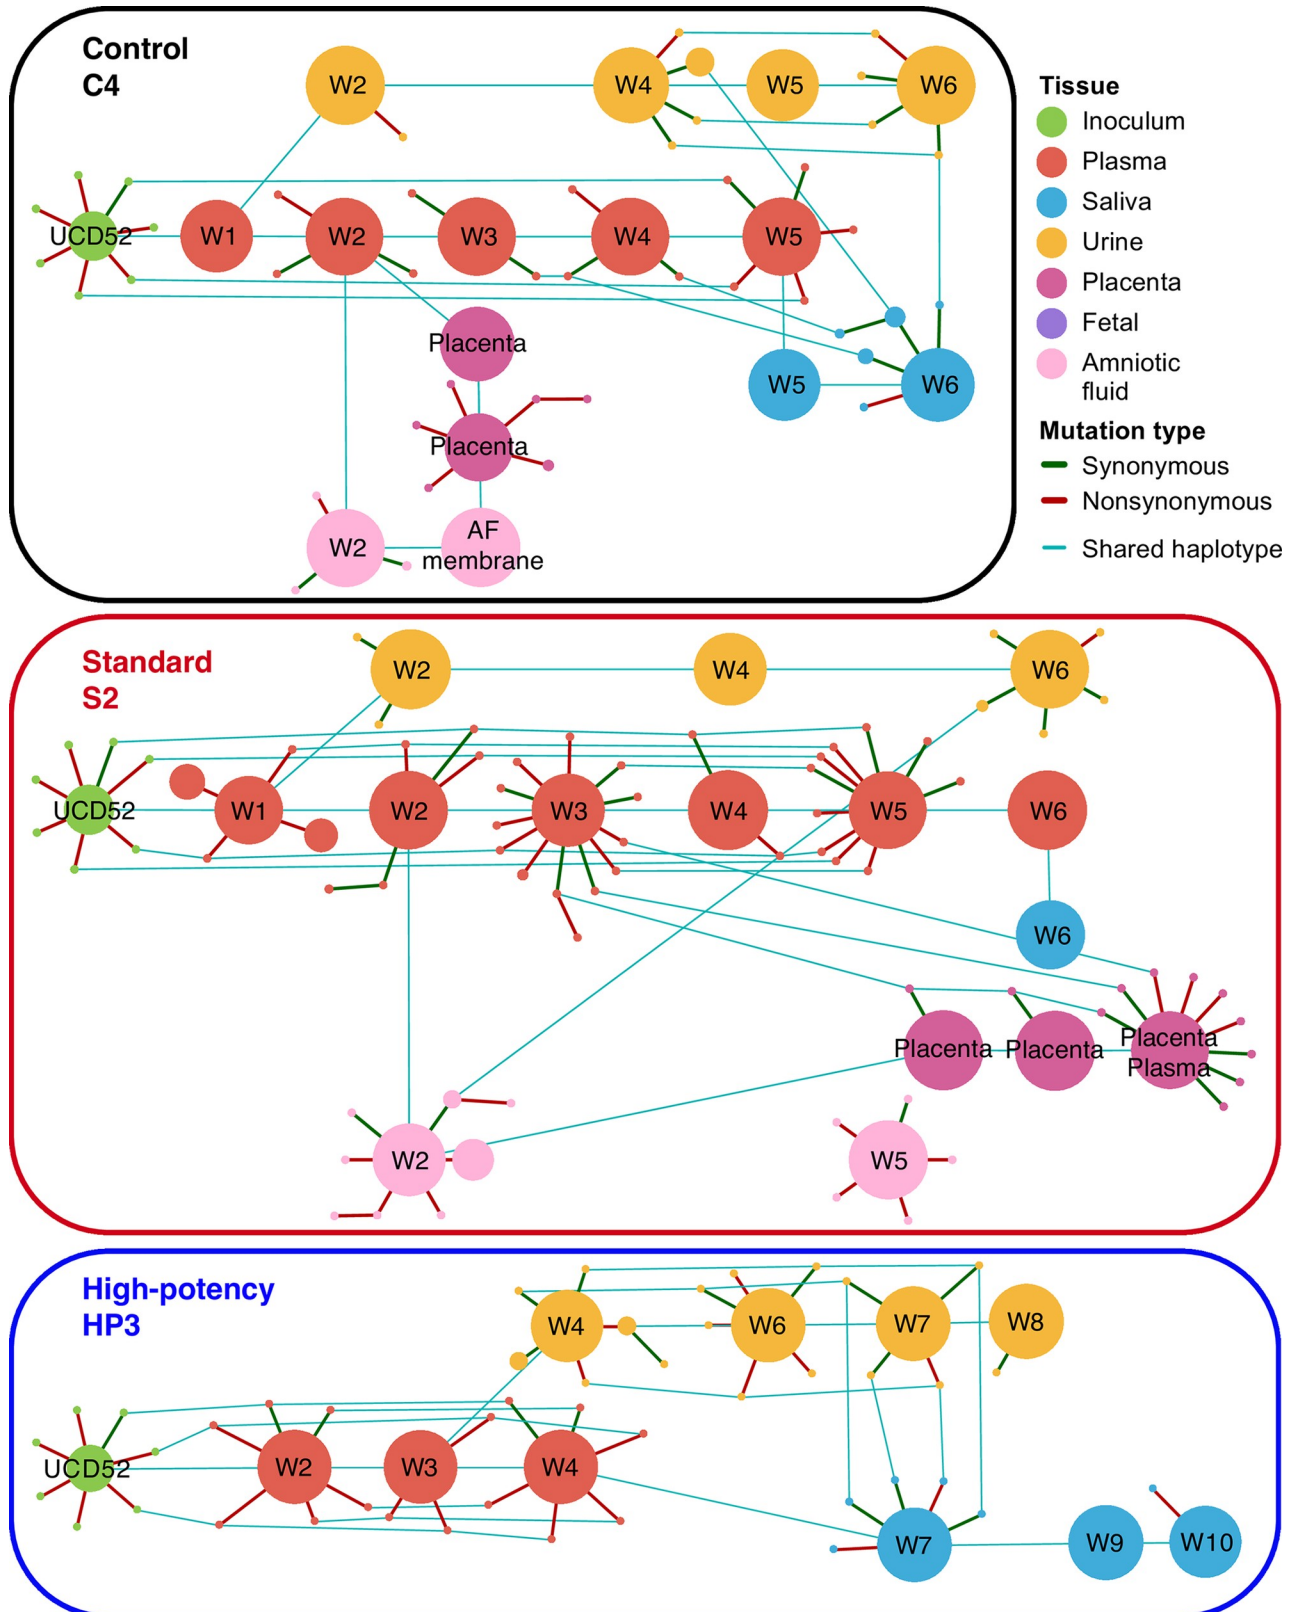 Control
C4
W2
W4
W5
W6
UCD52
W1
W2
W3
W4
W5
Placenta
W5
W6
Placenta
W2
AF
membrane
Tissue
Inoculum
Plasma
Saliva
Urine
Placenta
Fetal
Amniotic
fluid
Mutation type
Synonymous
Nonsynonymous
Shared haplotype
Standard
S2
W2
W4
W6
UCD52
W1
W2
W3
W4
W5
W6
W6
Placenta
Placenta
Placenta
Plasma
W2
W5
High-potency
HP3
W4
W6
W7
W8
UCD52
W2
W3
W4
W7
W9
W10